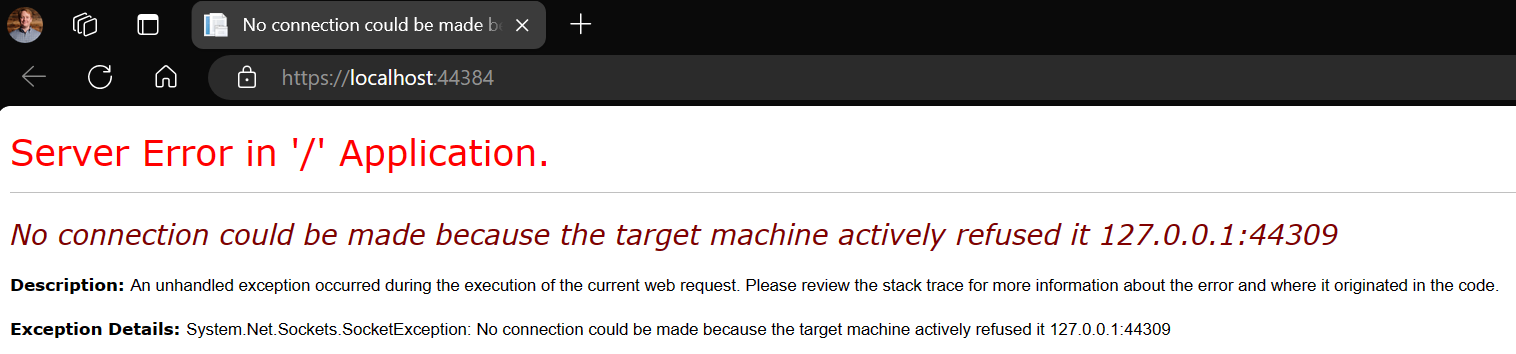 No connection could be made b
https://localhost:44384
Server Error in '/' Application.
No connection could be made because the target machine actively refused it 127.0.0.1:44309
Description: An unhandled exception occurred during the execution of the current web request. Please review the stack trace for more information about the error and where it originated in the code.
Exception Details: System.Net.Sockets.SocketException: No connection could be made because the target machine actively refused it 127.0.0.1:44309